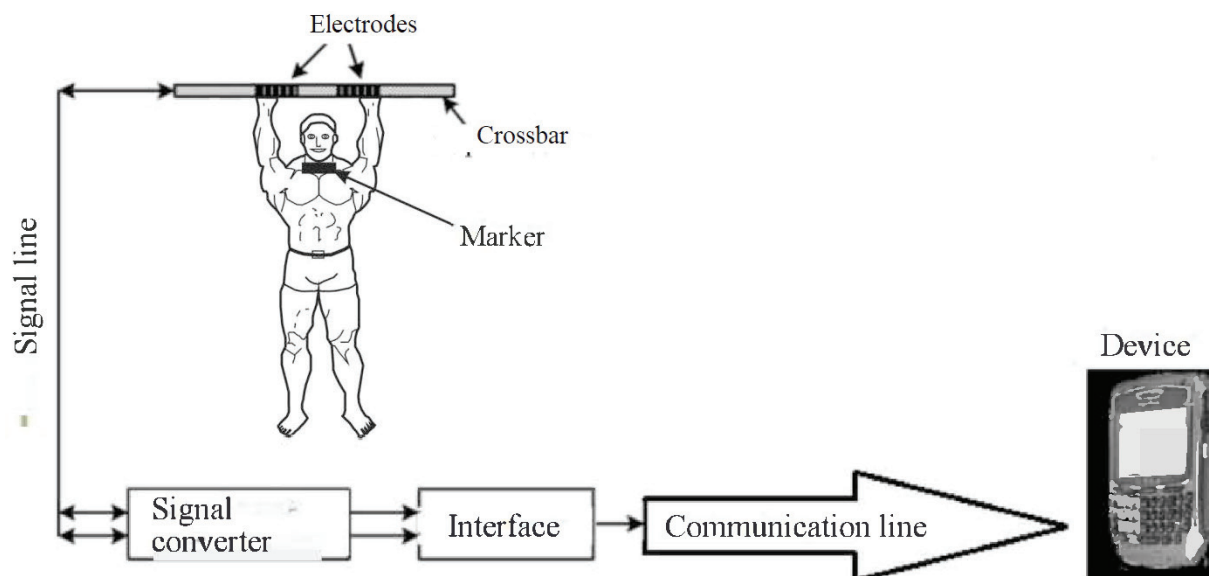 Electrodes
Crossbar
Marker
Signal line
Device
Signal
converter
Interface
Communication line